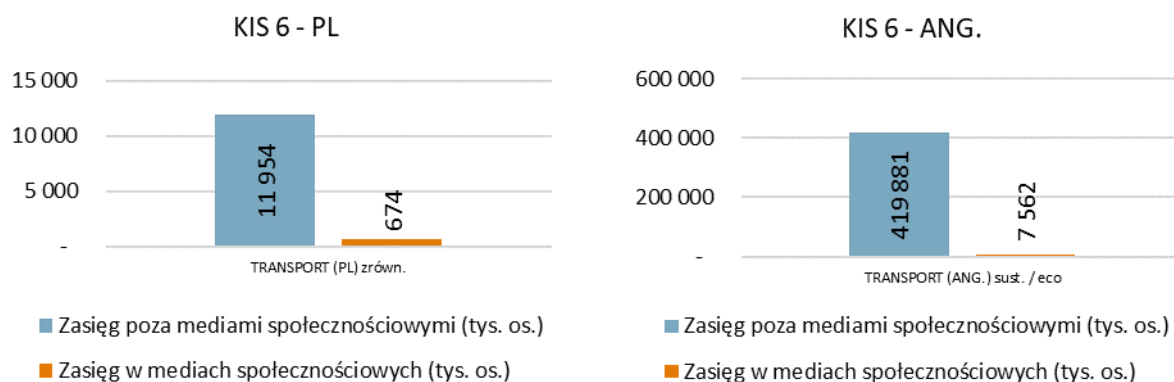 KIS 6 - PL
15 000
10 000
5 000
-
11 954
674
TRANSPORT (PL) zrówn.
Zasięg poza mediami społecznościowymi (tys. os.)
Zasięg w mediach społecznościowych (tys. os.)
KIS 6 - ANG.
600 000
400 000
200 000
-
419 881
7 562
TRANSPORT (ANG.) sust. / eco
Zasięg poza mediami społecznościowymi (tys. os.)
Zasięg w mediach społecznościowych (tys. os.)